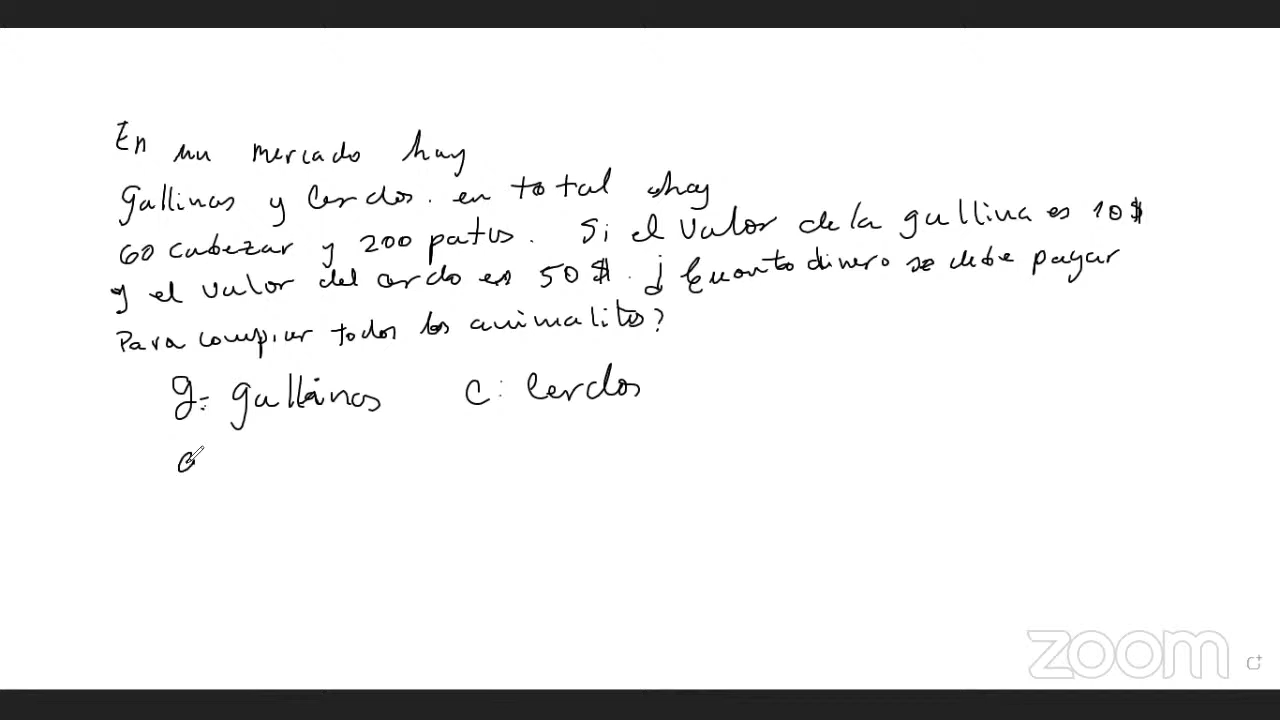 En un mercado hay
gallinas y cerdos. en total hay
60 cabezas y 200 patas. Si el valor de la gallina es 10$
y el valor del cerdo es 50$. ¿Cuanto dinero se debe pagar
Para comprar todos los animalitos?
g: gallinas c: cerdos
zoom